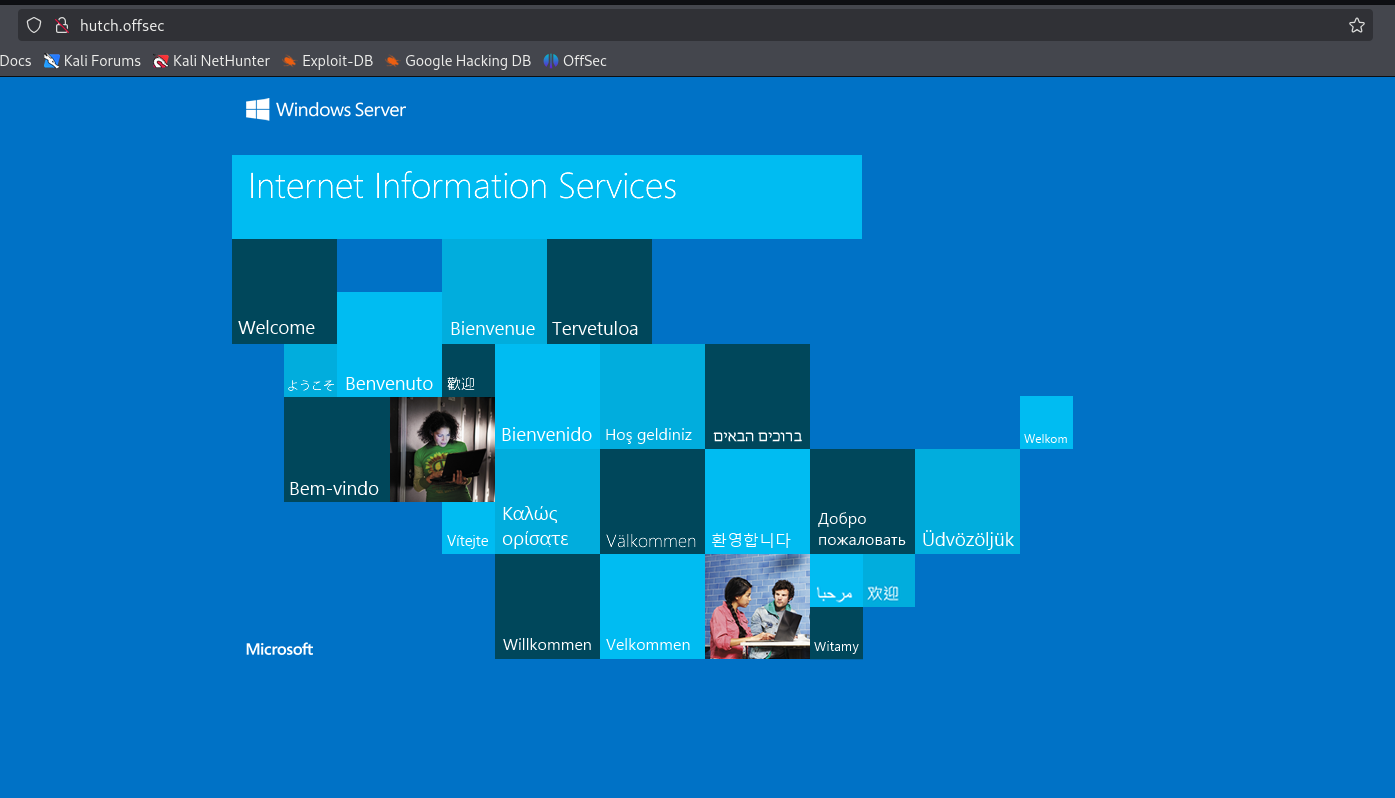 hutch.offsec
Docs Kali Forums Kali NetHunter Exploit-DB Google Hacking DB OffSec
Windows Server
Internet Information Services
Welcome
Bienvenue
Tervetuloa
ようこそ
Benvenuto
歡迎
Bienvenido
Hoş geldiniz
ברוכים הבאים
Welkom
Bem-vindo
Vítejte
Καλώς
ορίσατε
Välkommen
환영합니다
Добро
пожаловать
Üdvözöljük
مرحبا
欢迎
Willkommen
Velkommen
Witamy
Microsoft